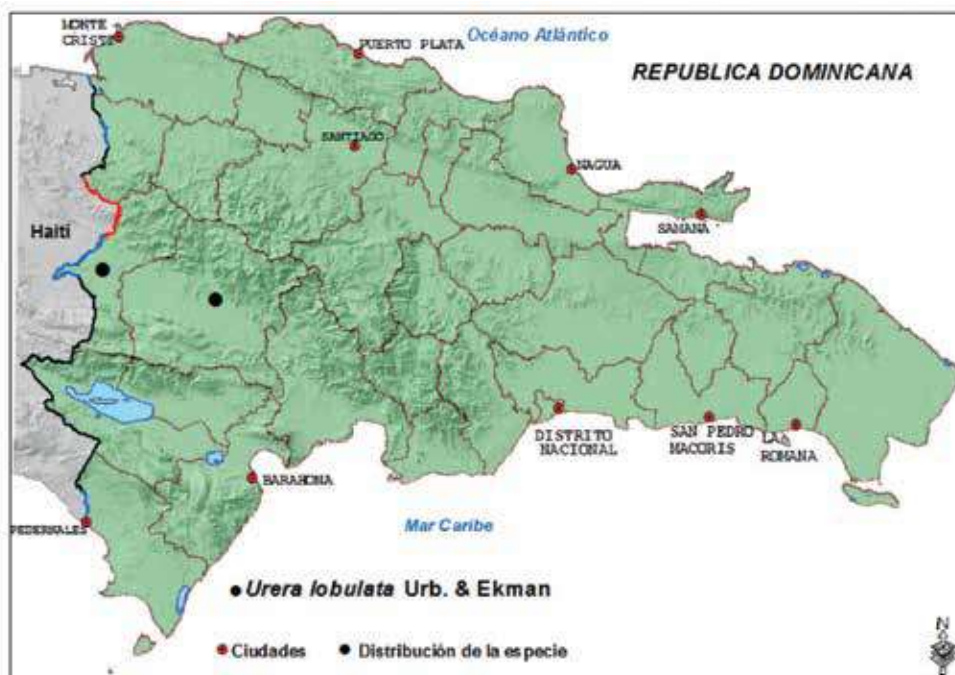 MONTE
CRISTI
PUERTO PLATA
Océano Atlántico
REPUBLICA DOMINICANA
SANTIAGO
NAGUA
SAMANA
Haití
DISTRITO
NACIONAL
SAN PEDRO
MACORIS
LA
ROMANA
BARAHONA
PEDERNALES
Mar Caribe
Urera lobulata Urb. & Ekman
Ciudades
Distribución de la especie
N